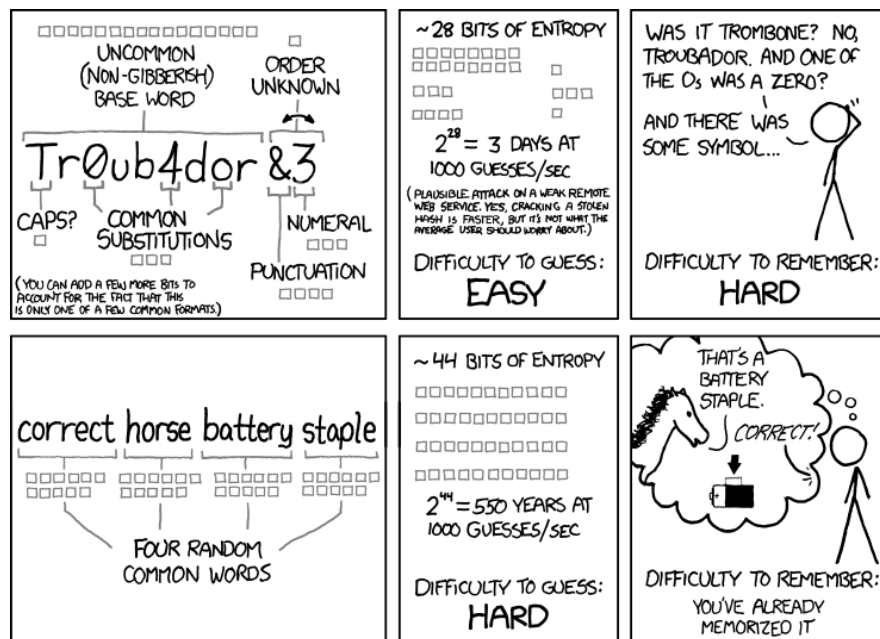 UNCOMMON
(NON-GIBBERISH)
BASE WORD
ORDER
UNKNOWN
Tr0ub4dor &3
CAPS?
COMMON
SUBSTITUTIONS
NUMERAL
PUNCTUATION
(YOU CAN ADD A FEW MORE BITS TO
ACCOUNT FOR THE FACT THAT THIS
IS ONLY ONE OF A FEW COMMON FORMATS.)
~28 BITS OF ENTROPY
2^28 = 3 DAYS AT
1000 GUESSES/SEC
(PLAUSIBLE ATTACK ON A WEAK REMOTE
WEB SERVICE. YES, CRACKING A STOLEN
HASH IS FASTER, BUT IT'S NOT WHAT THE
AVERAGE USER SHOULD WORRY ABOUT.)
DIFFICULTY TO GUESS:
EASY
WAS IT TROMBONE? NO,
TROUBADOR. AND ONE OF
THE Os WAS A ZERO?
AND THERE WAS
SOME SYMBOL...
DIFFICULTY TO REMEMBER:
HARD
correct horse battery staple
FOUR RANDOM
COMMON WORDS
~44 BITS OF ENTROPY
2^44 = 550 YEARS AT
1000 GUESSES/SEC
DIFFICULTY TO GUESS:
HARD
THAT'S A
BATTERY
STAPLE.
CORRECT!
DIFFICULTY TO REMEMBER:
YOU'VE ALREADY
MEMORIZED IT